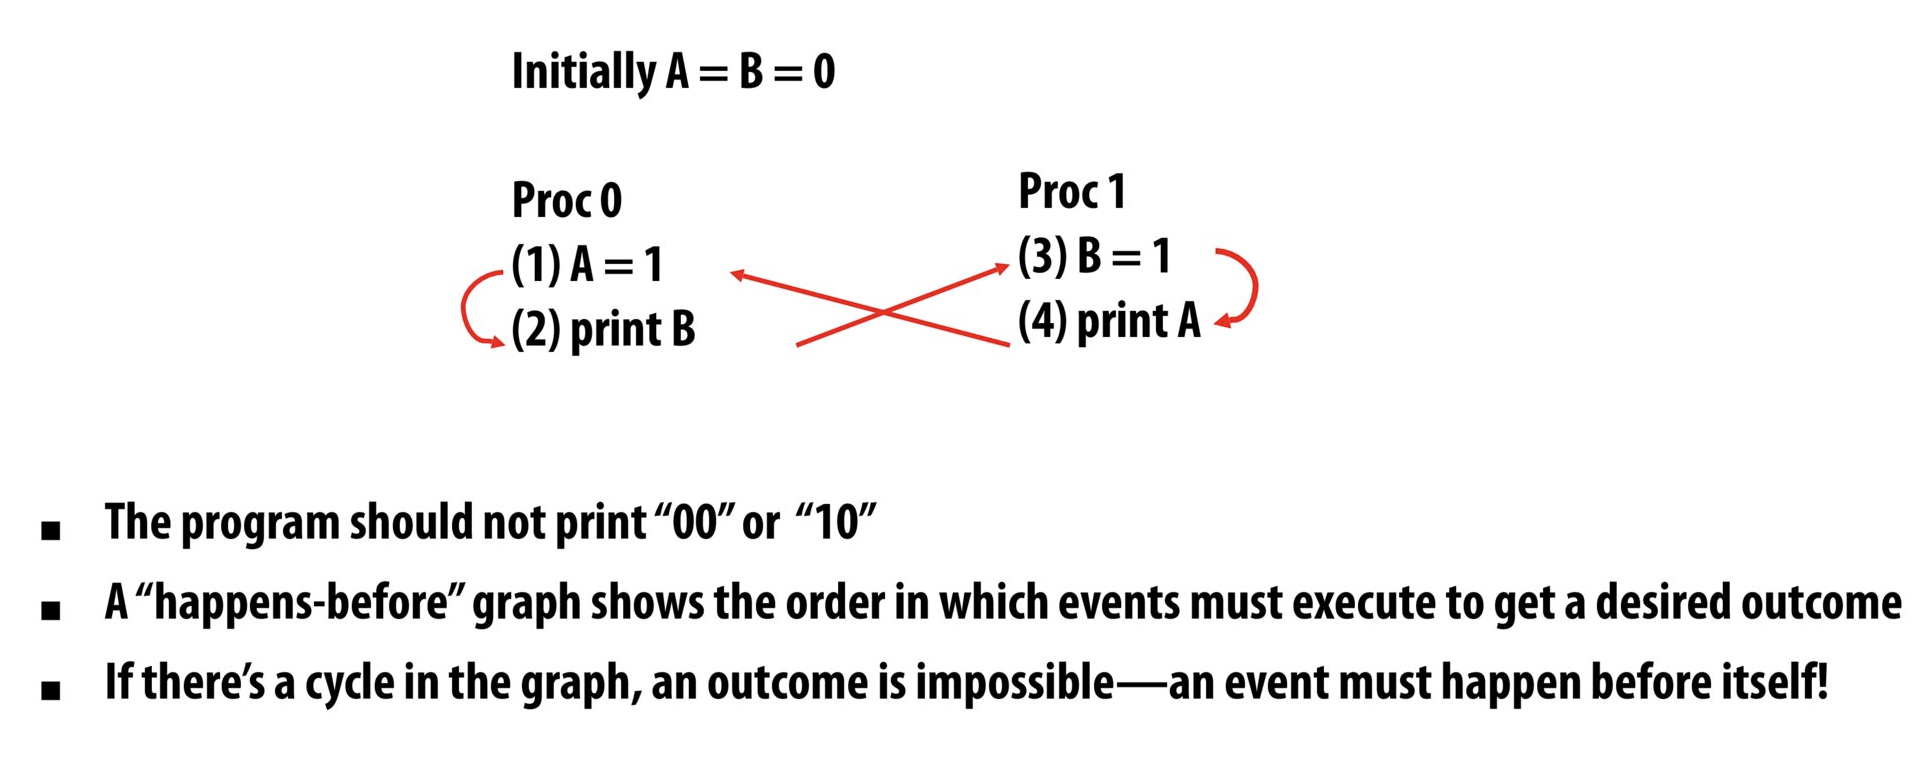 Initially A = B = 0
Proc 0
(1) A = 1
(2) print B
Proc 1
(3) B = 1
(4) print A
▪ The program should not print “00” or “10”
▪ A “happens-before” graph shows the order in which events must execute to get a desired outcome
▪ If there’s a cycle in the graph, an outcome is impossible—an event must happen before itself!